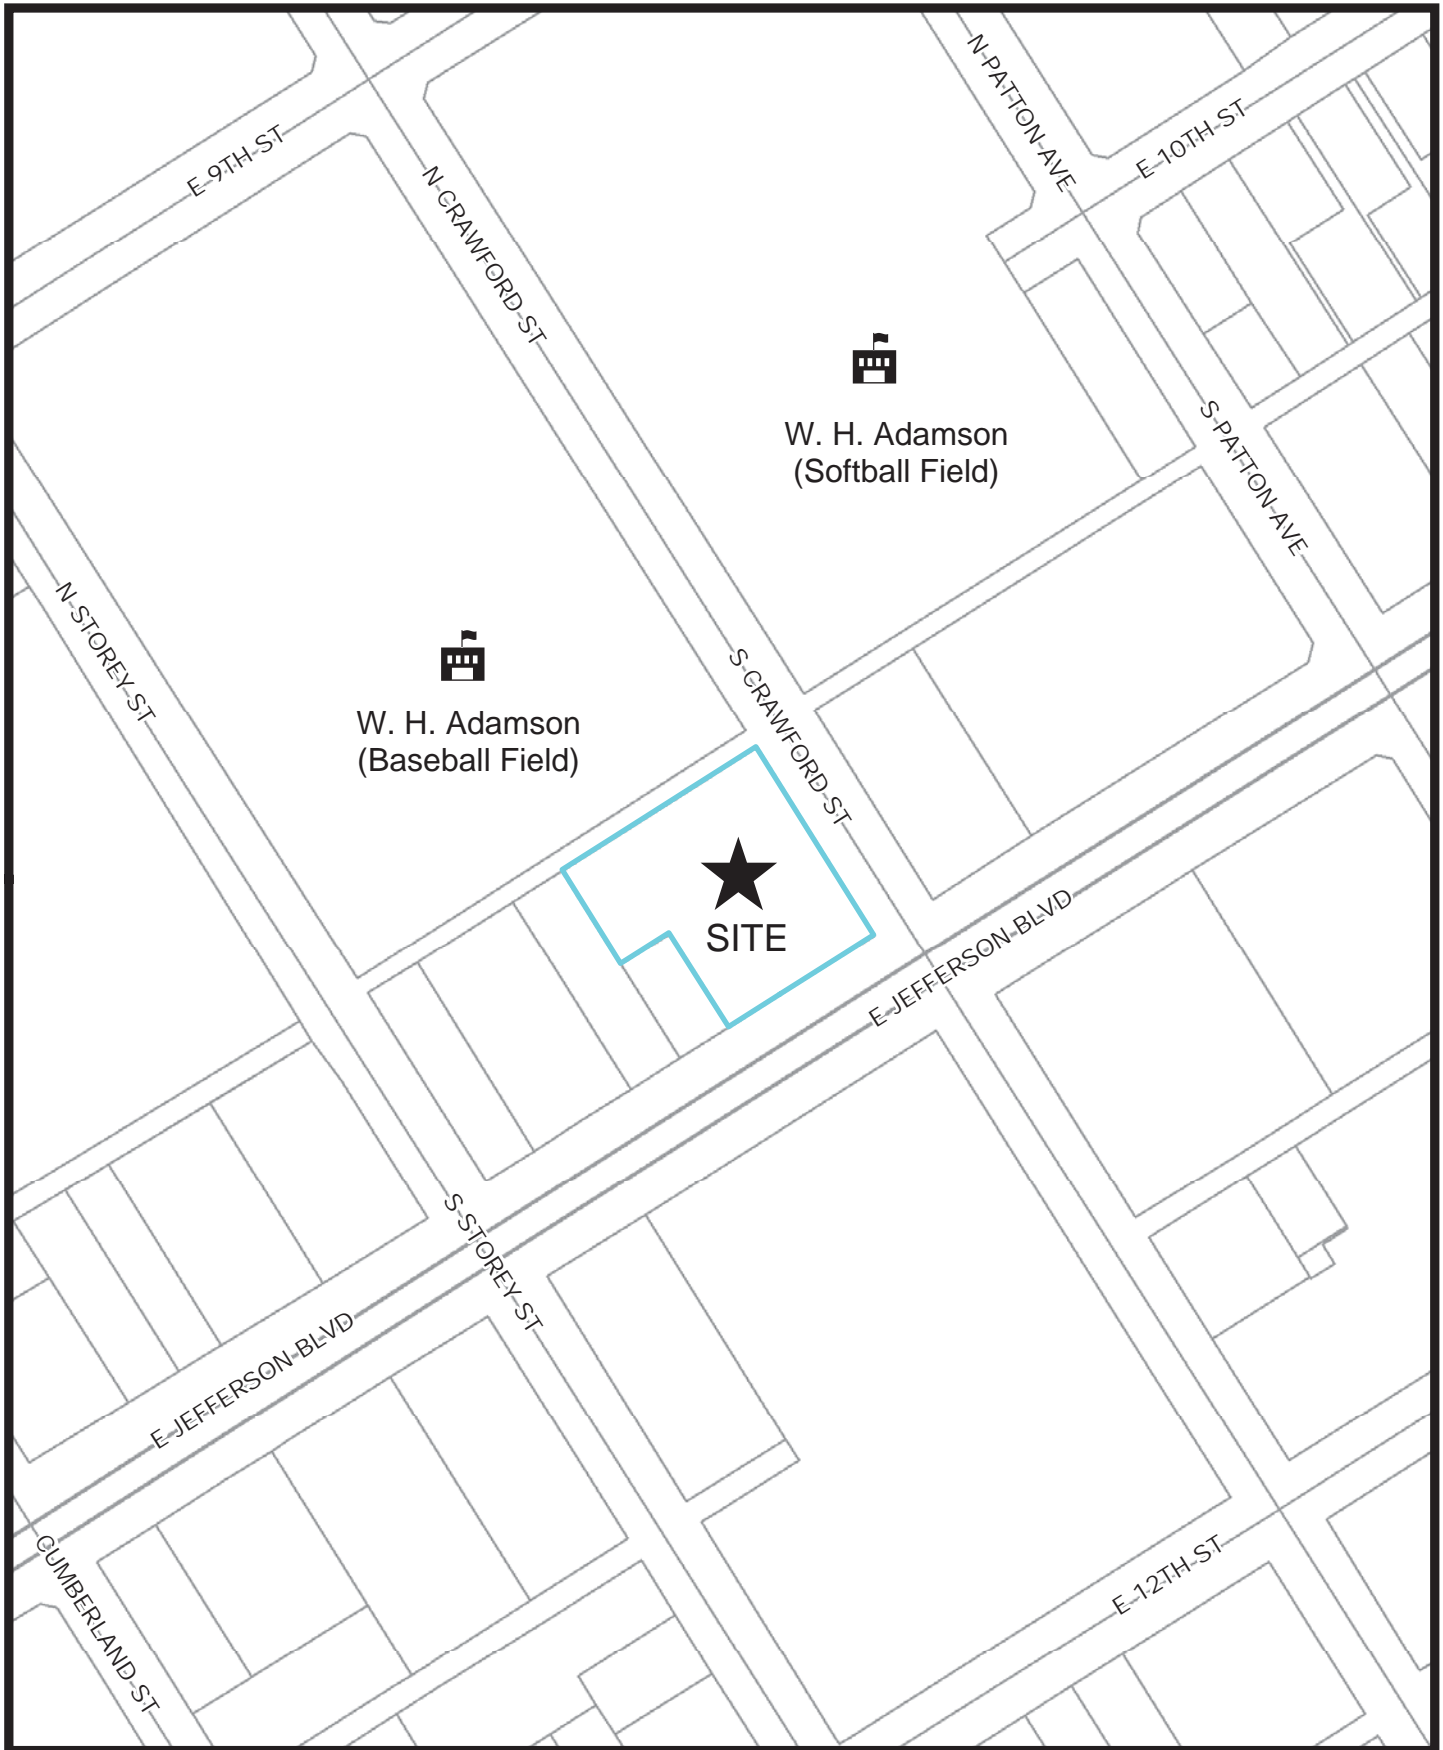 N PATTON AVE
E 10TH ST
E 9TH ST
N CRAWFORD ST
W. H. Adamson
(Softball Field)
S PATTON AVE
N STOREY ST
S CRAWFORD ST
W. H. Adamson
(Baseball Field)
SITE
E JEFFERSON BLVD
S STOREY ST
E JEFFERSON BLVD
CUMBERLAND ST
E 12TH ST